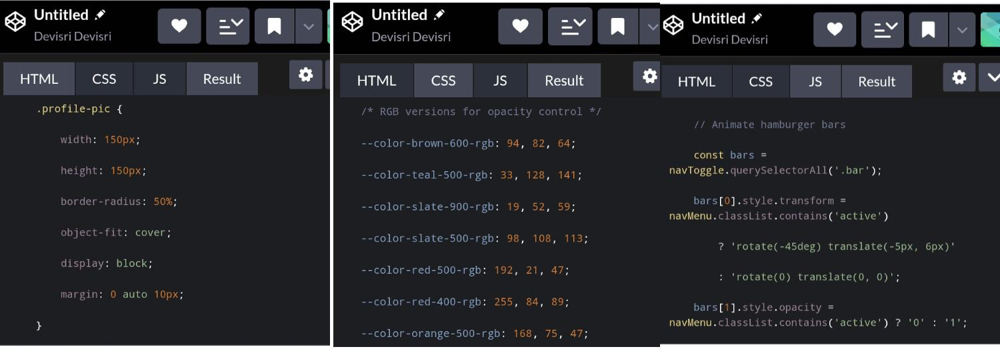 Untitled
Devisri Devisri
HTML CSS JS Result
.profile-pic {
width: 150px;
height: 150px;
border-radius: 50%;
object-fit: cover;
display: block;
margin: 0 auto 10px;
}
Untitled
Devisri Devisri
HTML CSS JS Result
/* RGB versions for opacity control */
--color-brown-600-rgb: 94, 82, 64;
--color-teal-500-rgb: 33, 128, 141;
--color-slate-900-rgb: 19, 52, 59;
--color-slate-500-rgb: 98, 108, 113;
--color-red-500-rgb: 192, 21, 47;
--color-red-400-rgb: 255, 84, 89;
--color-orange-500-rgb: 168, 75, 47;
Untitled
Devisri Devisri
HTML CSS JS Result
// Animate hamburger bars
const bars =
navToggle.querySelectorAll('.bar');
bars[0].style.transform =
navMenu.classList.contains('active')
? 'rotate(-45deg) translate(-5px, 6px)'
: 'rotate(0) translate(0, 0)';
bars[1].style.opacity =
navMenu.classList.contains('active') ? '0' : '1';